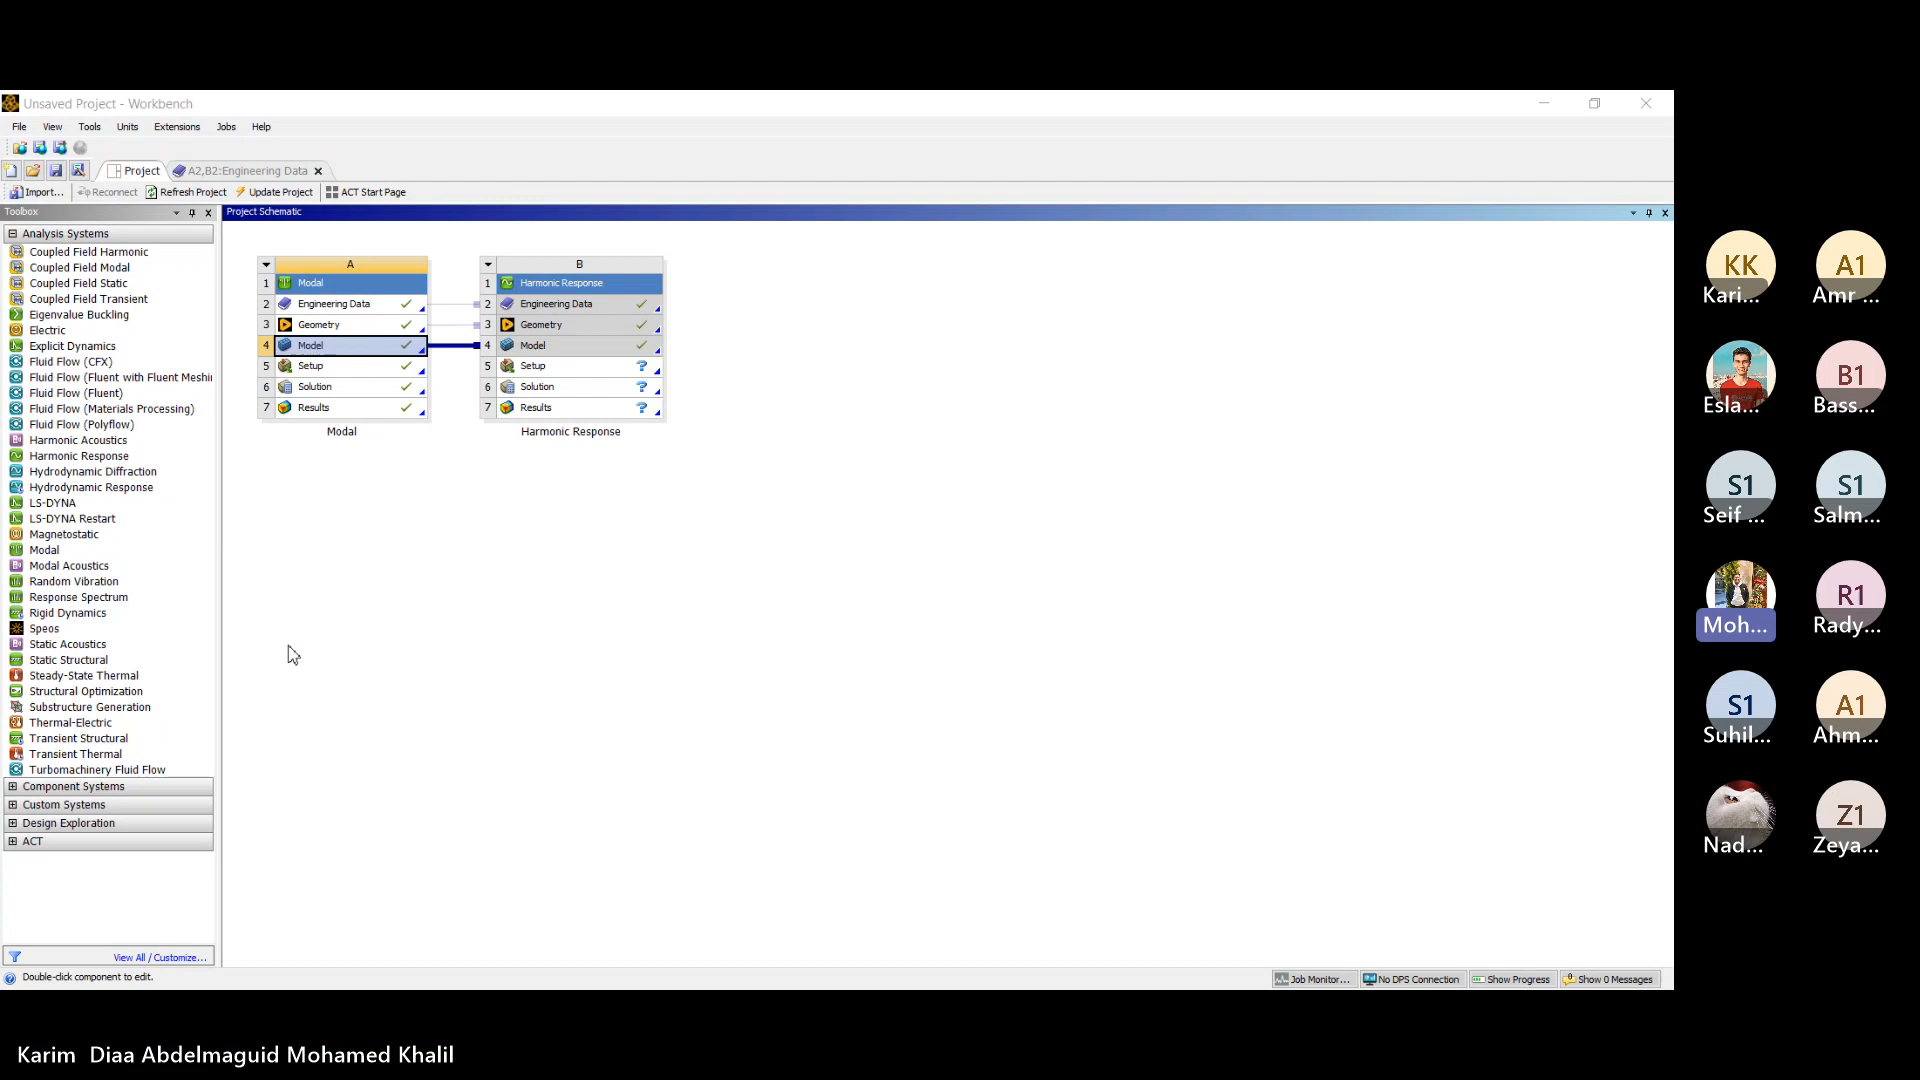 Unsaved Project - Workbench
File View Tools Units Extensions Jobs Help
Project A2,B2:Engineering Data
Import... Reconnect Refresh Project Update Project ACT Start Page
Toolbox
Analysis Systems
Coupled Field Harmonic
Coupled Field Modal
Coupled Field Static
Coupled Field Transient
Eigenvalue Buckling
Electric
Explicit Dynamics
Fluid Flow (CFX)
Fluid Flow (Fluent with Fluent Meshi
Fluid Flow (Fluent)
Fluid Flow (Materials Processing)
Fluid Flow (Polyflow)
Harmonic Acoustics
Harmonic Response
Hydrodynamic Diffraction
Hydrodynamic Response
LS-DYNA
LS-DYNA Restart
Magnetostatic
Modal
Modal Acoustics
Random Vibration
Response Spectrum
Rigid Dynamics
Speos
Static Acoustics
Static Structural
Steady-State Thermal
Structural Optimization
Substructure Generation
Thermal-Electric
Transient Structural
Transient Thermal
Turbomachinery Fluid Flow
Component Systems
Custom Systems
Design Exploration
ACT
View All / Customize...
Project Schematic
A
1 Modal
2 Engineering Data
3 Geometry
4 Model
5 Setup
6 Solution
7 Results
Modal
B
1 Harmonic Response
2 Engineering Data
3 Geometry
4 Model
5 Setup ?
6 Solution ?
7 Results ?
Harmonic Response
Double-click component to edit.
Job Monitor... No DPS Connection Show Progress Show 0 Messages
KK
Kari...
A1
Amr ...
Esla...
B1
Bass...
S1
Seif ...
S1
Salm...
Moh...
R1
Rady...
S1
Suhil...
A1
Ahm...
Nad...
Z1
Zeya...
Karim Diaa Abdelmaguid Mohamed Khalil